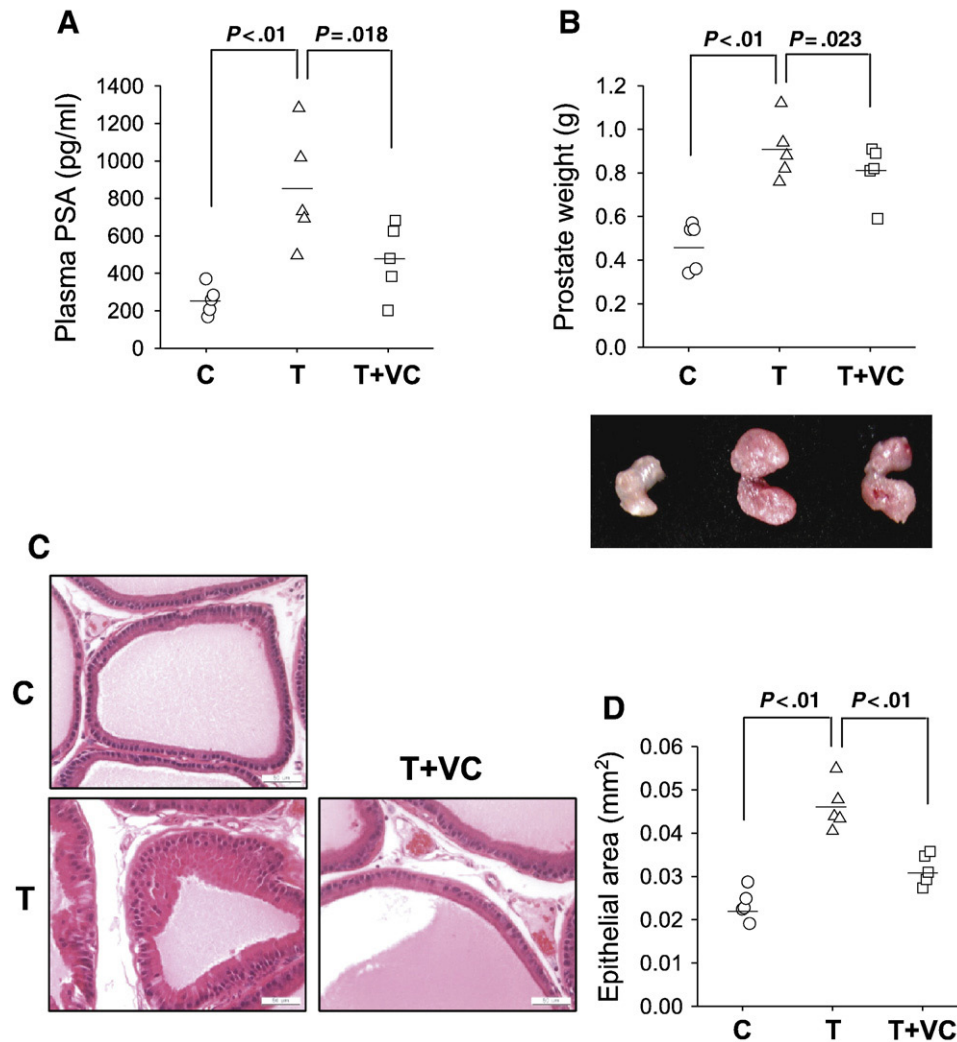 A
P<.01 P=.018
Plasma PSA (pg/ml)
1400
1200
1000
800
600
400
200
0
C T T+VC
B
P<.01 P=.023
Prostate weight (g)
1.2
1.0
0.8
0.6
0.4
0.2
0.0
C T T+VC
C
C
T
T+VC
D
P<.01 P<.01
Epithelial area (mm²)
0.06
0.05
0.04
0.03
0.02
0.01
0.00
C T T+VC